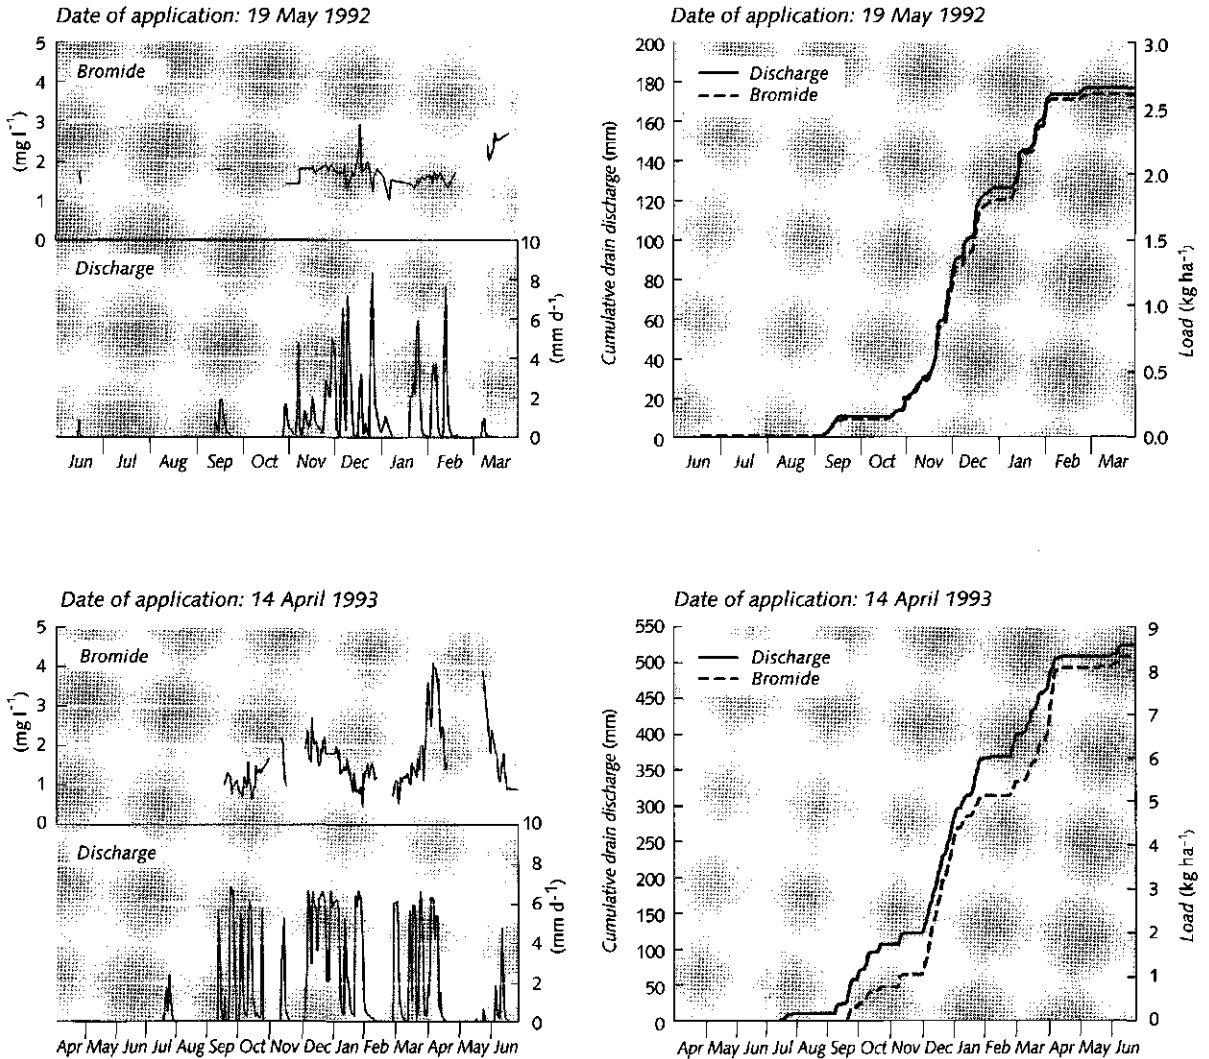 Date of application: 19 May 1992
5
4
3
2
1
0
(mg l⁻¹)
Bromide
Discharge
10
8
6
4
2
0
(mm d⁻¹)
Jun Jul Aug Sep Oct Nov Dec Jan Feb Mar
Date of application: 19 May 1992
200
180
160
140
120
100
80
60
40
20
0
Cumulative drain discharge (mm)
Discharge
Bromide
3.0
2.5
2.0
1.5
1.0
0.5
0.0
Load (kg ha⁻¹)
Jun Jul Aug Sep Oct Nov Dec Jan Feb Mar
Date of application: 14 April 1993
5
4
3
2
1
0
(mg l⁻¹)
Bromide
Discharge
10
8
6
4
2
0
(mm d⁻¹)
Apr May Jun Jul Aug Sep Oct Nov Dec Jan Feb Mar Apr May Jun
Date of application: 14 April 1993
550
500
450
400
350
300
250
200
150
100
50
0
Cumulative drain discharge (mm)
Discharge
Bromide
9
8
7
6
5
4
3
2
1
0
Load (kg ha⁻¹)
Apr May Jun Jul Aug Sep Oct Nov Dec Jan Feb Mar Apr May Jun